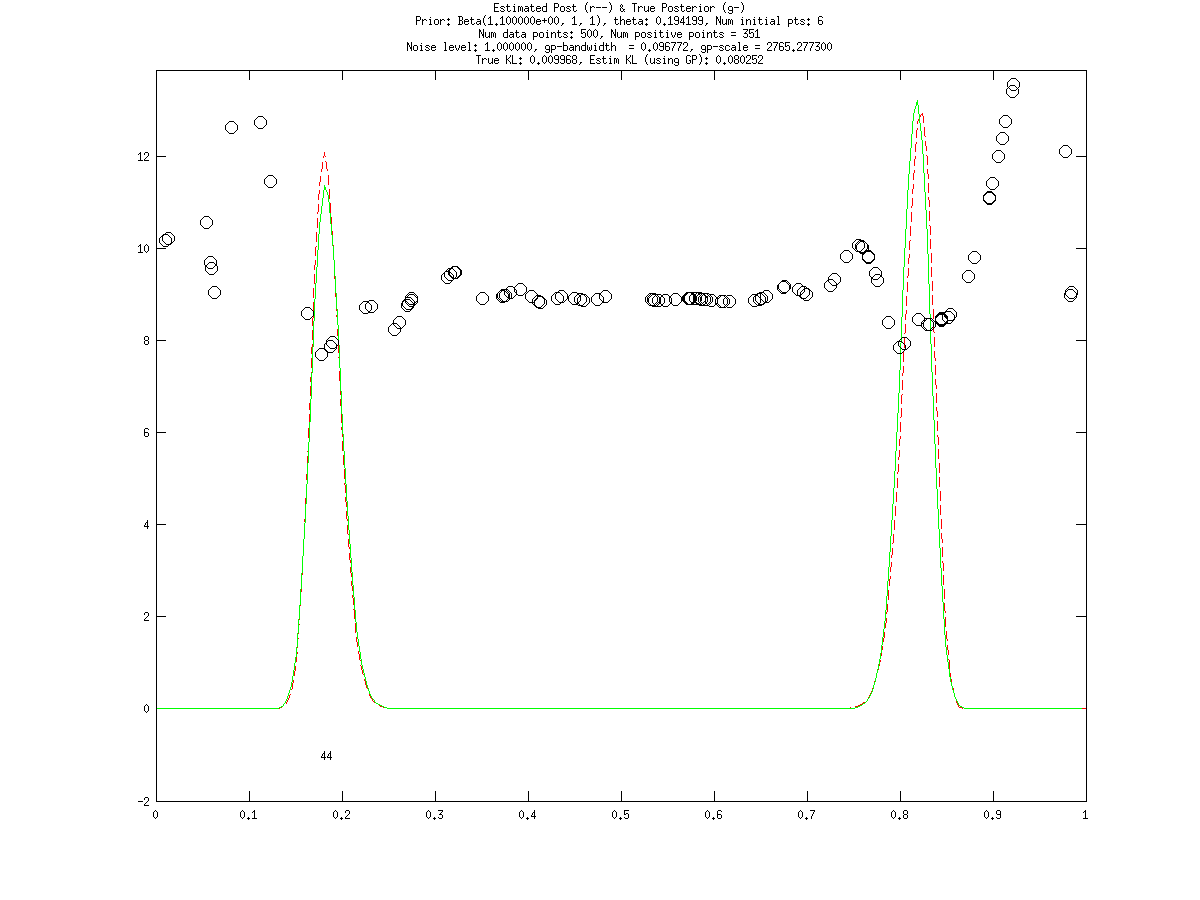 Estimated Post (r--) & True Posterior (g-)
Prior: Beta(1.100000e+00, 1, 1), theta: 0.194199, Num initial pts: 6
Num data points: 500, Num positive points = 351
Noise level: 1.000000, gp-bandwidth  = 0.096772, gp-scale = 2765.277300
True KL: 0.009968, Estim KL (using GP): 0.080252
12
10
8
6
4
2
0
44
-2
0 0.1 0.2 0.3 0.4 0.5 0.6 0.7 0.8 0.9 1